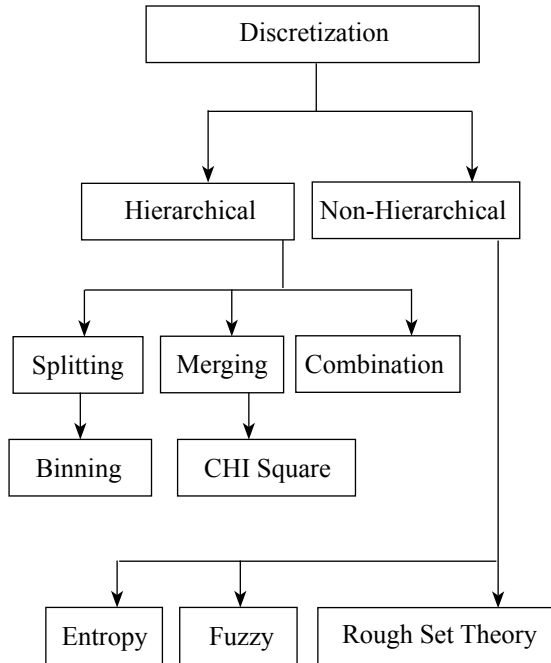 Discretization
Hierarchical
Non-Hierarchical
Splitting
Merging
Combination
Binning
CHI Square
Entropy
Fuzzy
Rough Set Theory